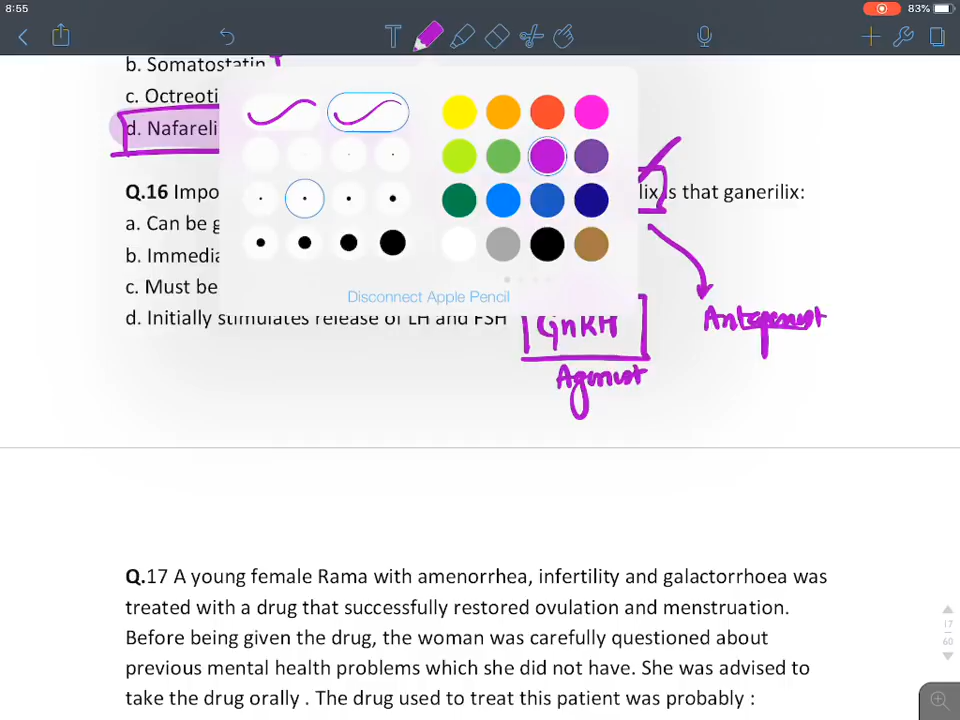 8:55
83%
b. Somatostatin
c. Octreoti
d. Nafareli
Q.16 Impo
lix is that ganerilix:
a. Can be g
b. Immedia
c. Must be
Disconnect Apple Pencil
d. Initially stimulates release of LH and FSH
GnRH
Antagonist
Agonist
Q.17 A young female Rama with amenorrhea, infertility and galactorrhoea was
treated with a drug that successfully restored ovulation and menstruation.
Before being given the drug, the woman was carefully questioned about
previous mental health problems which she did not have. She was advised to
take the drug orally . The drug used to treat this patient was probably :
17
60